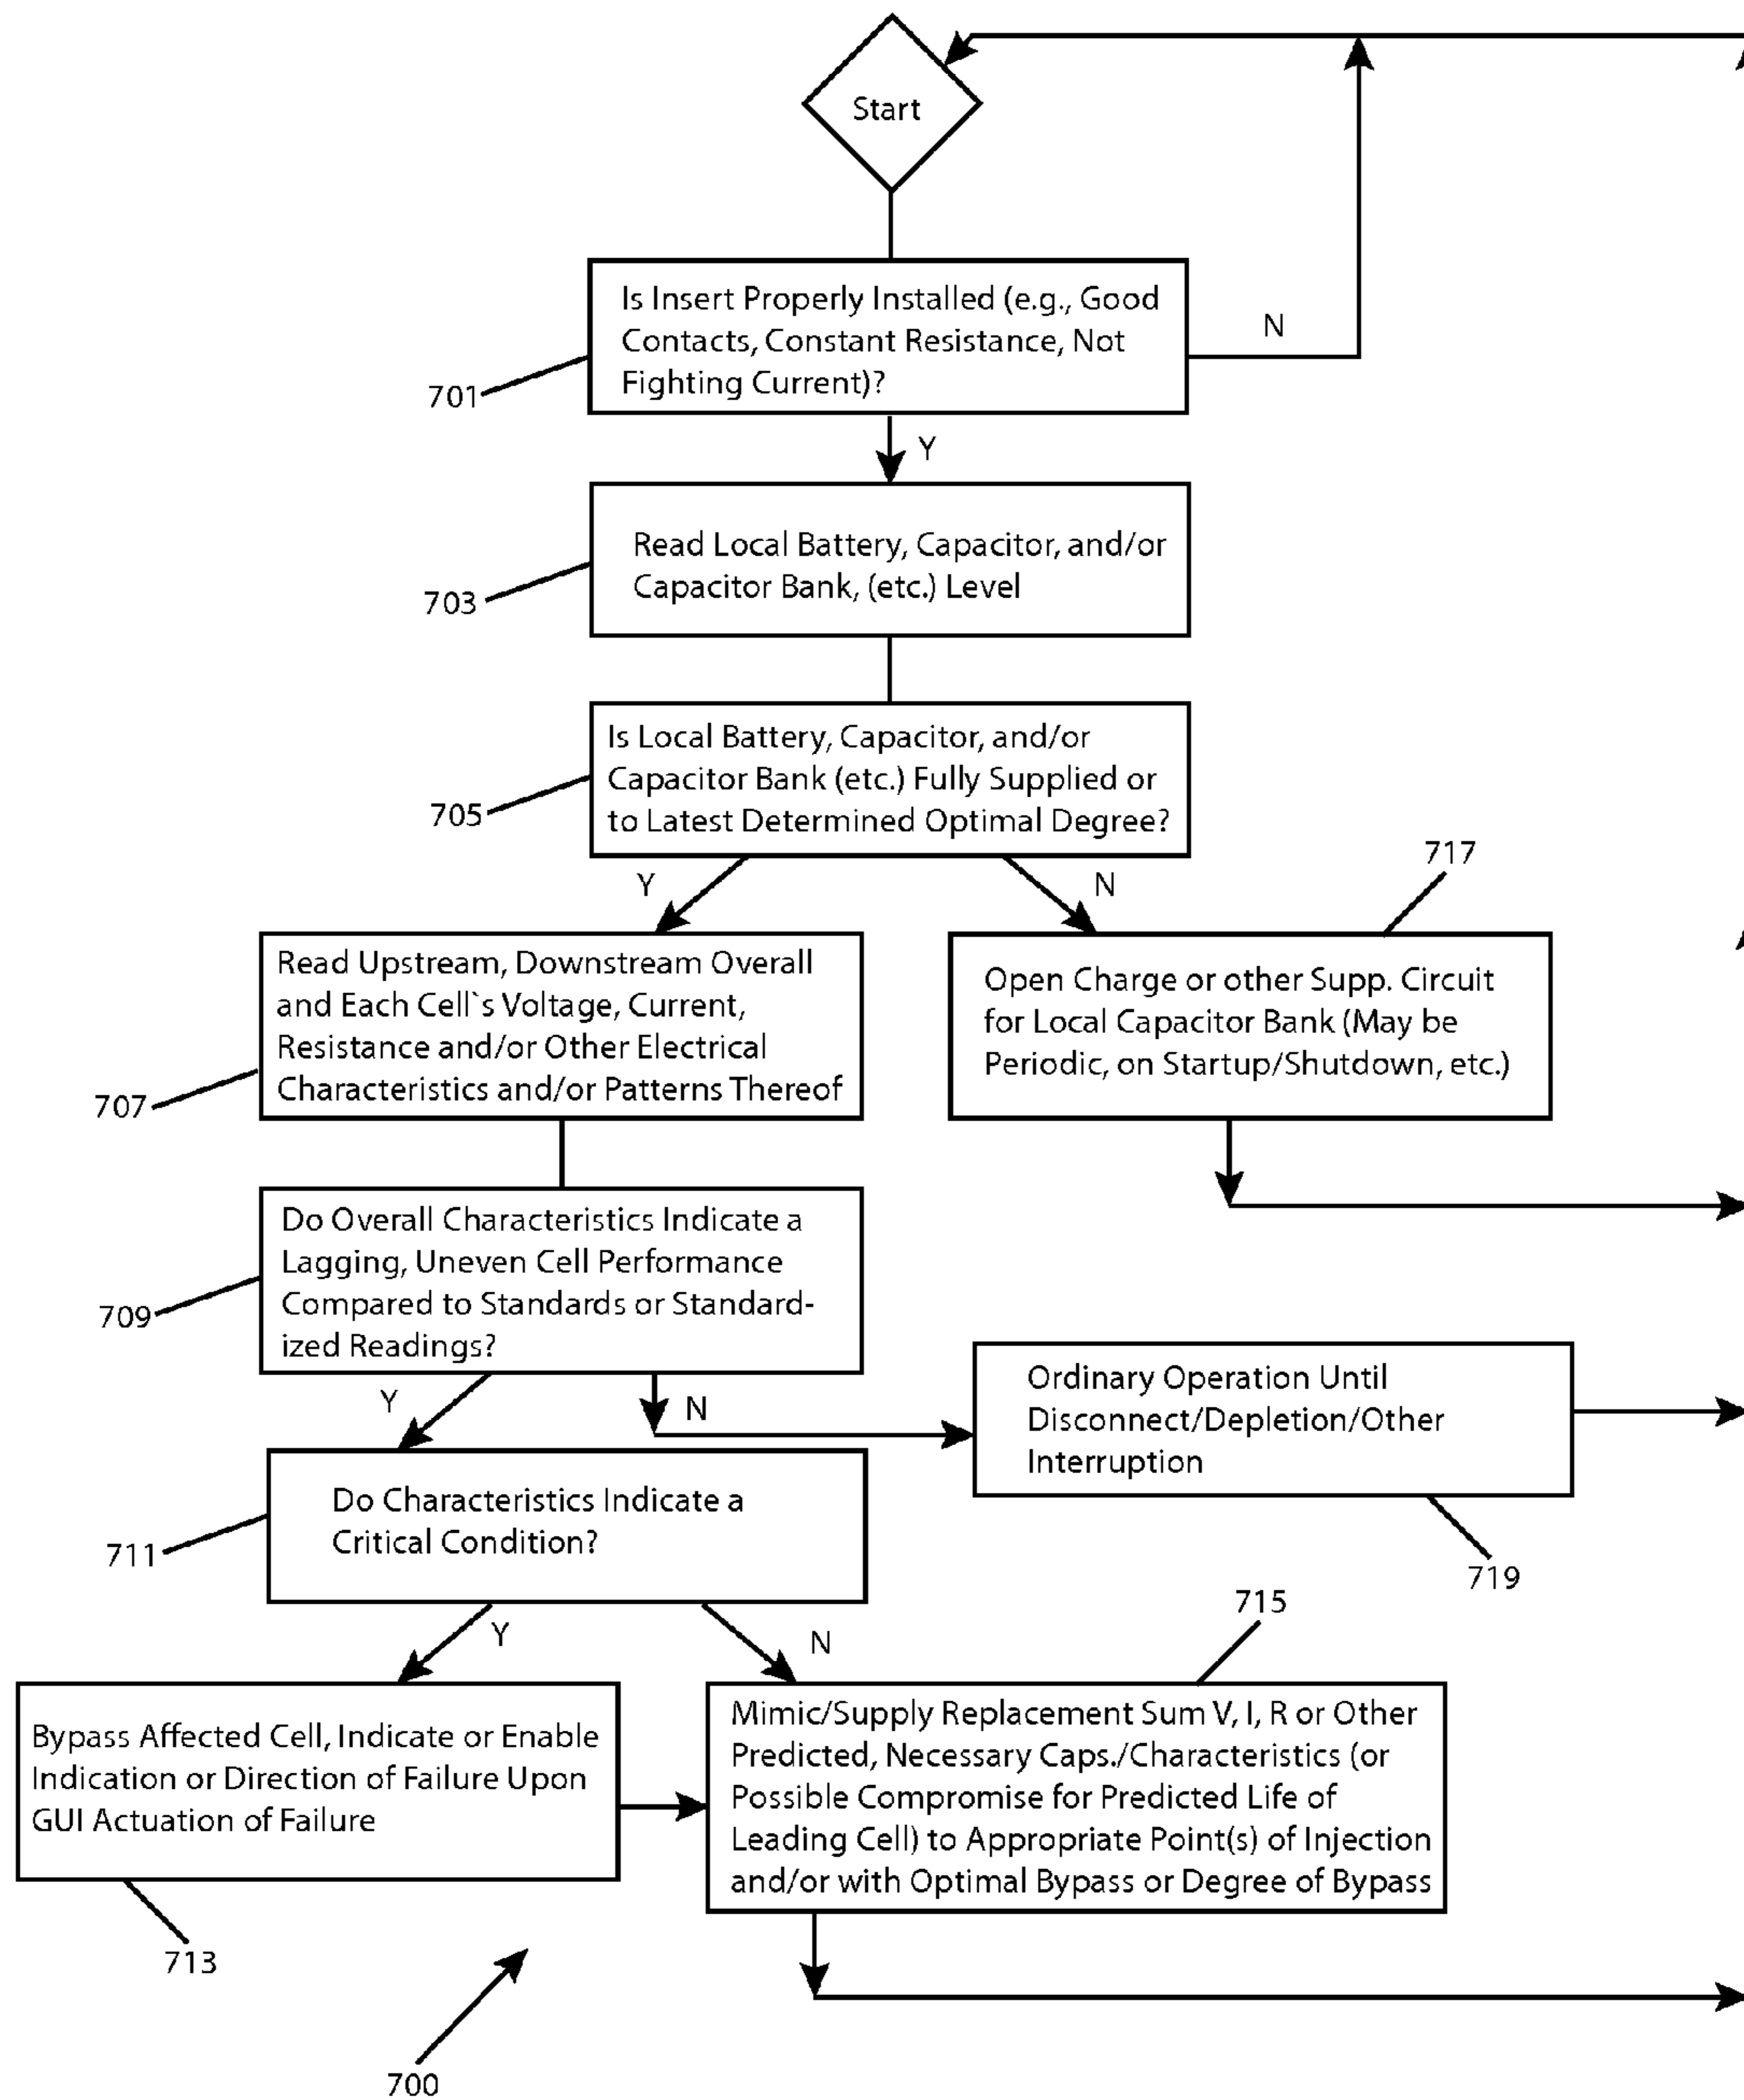 Start
Is Insert Properly Installed (e.g., Good
Contacts, Constant Resistance, Not
Fighting Current)?
N
701
Y
Read Local Battery, Capacitor, and/or
Capacitor Bank, (etc.) Level
703
Is Local Battery, Capacitor, and/or
Capacitor Bank (etc.) Fully Supplied or
to Latest Determined Optimal Degree?
705
717
Y
N
Read Upstream, Downstream Overall
and Each Cell`s Voltage, Current,
Resistance and/or Other Electrical
Characteristics and/or Patterns Thereof
707
Open Charge or other Supp. Circuit
for Local Capacitor Bank (May be
Periodic, on Startup/Shutdown, etc.)
Do Overall Characteristics Indicate a
Lagging, Uneven Cell Performance
Compared to Standards or Standard-
ized Readings?
709
Y
N
Ordinary Operation Until
Disconnect/Depletion/Other
Interruption
719
Do Characteristics Indicate a
Critical Condition?
711
715
Y
N
Bypass Affected Cell, Indicate or Enable
Indication or Direction of Failure Upon
GUI Actuation of Failure
713
Mimic/Supply Replacement Sum V, I, R or Other
Predicted, Necessary Caps./Characteristics (or
Possible Compromise for Predicted Life of
Leading Cell) to Appropriate Point(s) of Injection
and/or with Optimal Bypass or Degree of Bypass
700